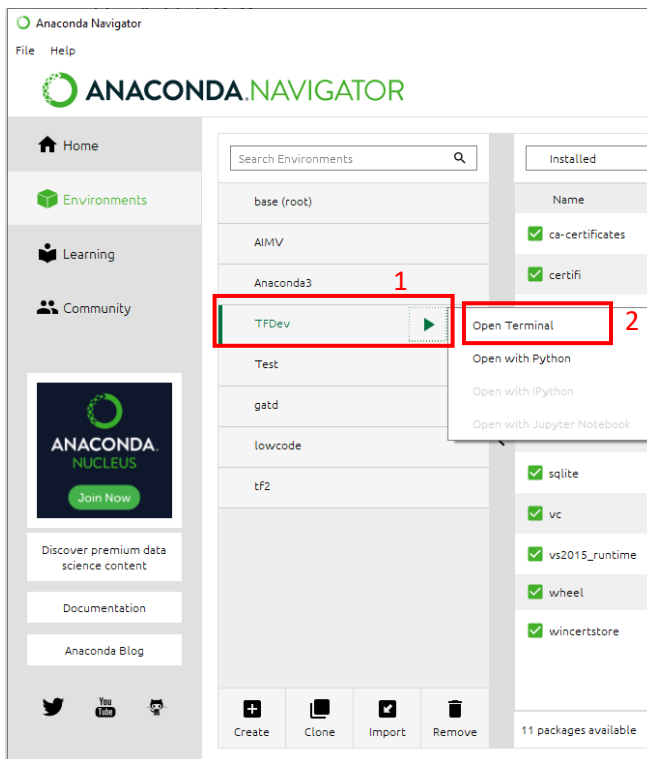 Anaconda Navigator
File Help
ANACONDA.NAVIGATOR
Home
Environments
Learning
Community
ANACONDA.
NUCLEUS
Join Now
Discover premium data
science content
Documentation
Anaconda Blog
You
Tube
Search Environments
base (root)
AIMV
Anaconda3
1
TFDev
Test
gatd
lowcode
tf2
Create Clone Import Remove
Open Terminal
2
Open with Python
Open with IPython
Open with Jupyter Notebook
Installed
Name
ca-certificates
certifi
sqlite
vc
vs2015_runtime
wheel
wincertstore
11 packages available